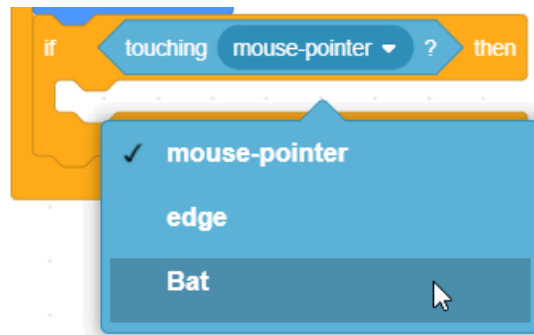 if touching mouse-pointer ? then
mouse-pointer
edge
Bat